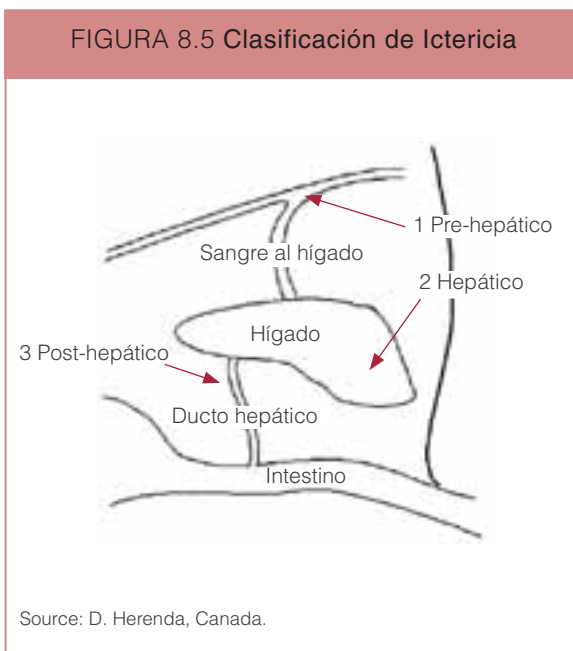 FIGURA 8.5 Clasificación de Ictericia
1 Pre-hepático
Sangre al hígado
2 Hepático
Hígado
3 Post-hepático
Ducto hepático
Intestino
Source: D. Herenda, Canada.